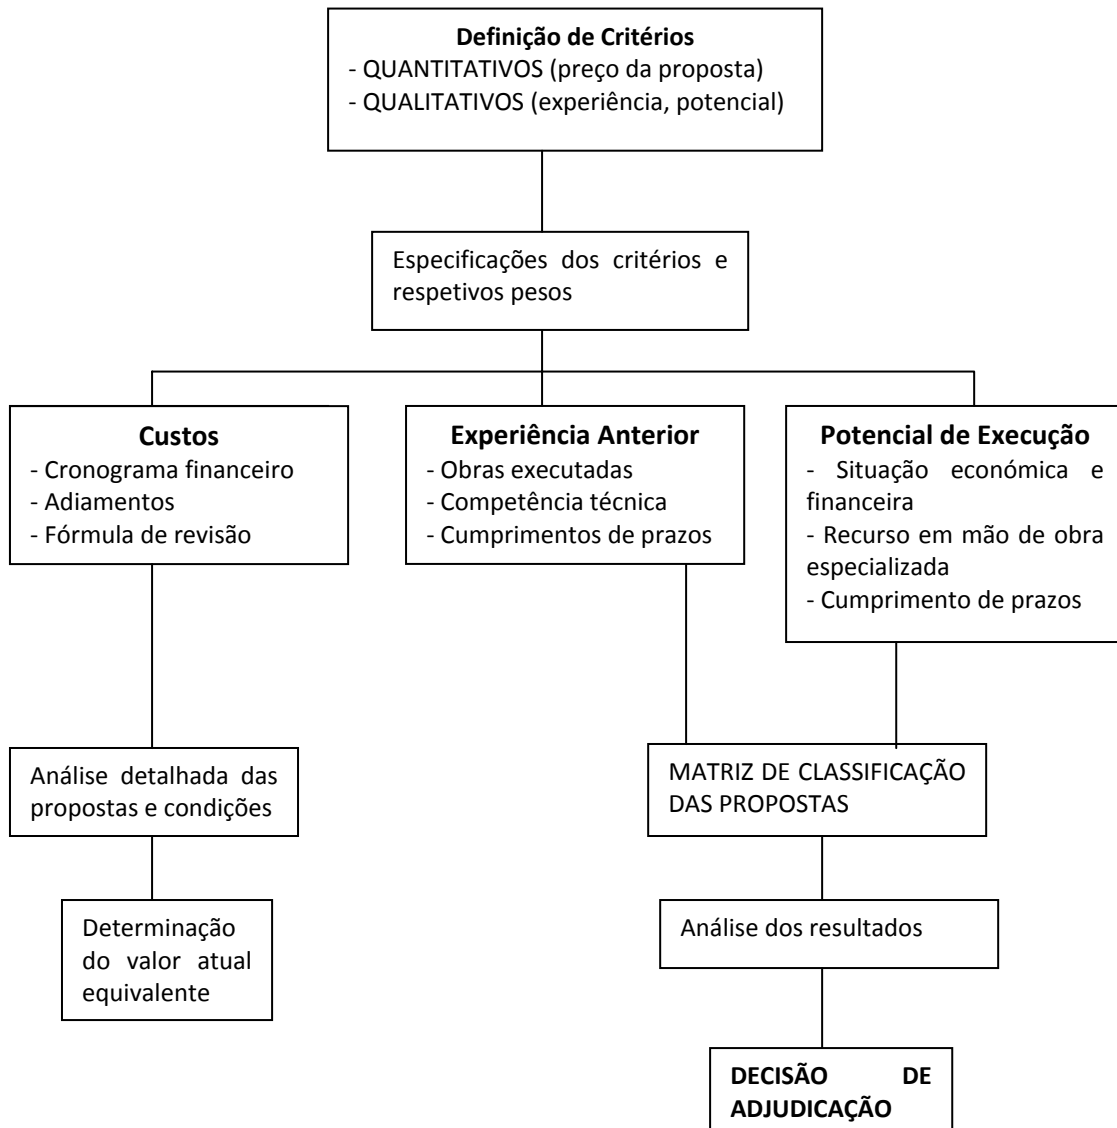 Definição de Critérios
- QUANTITATIVOS (preço da proposta)
- QUALITATIVOS (experiência, potencial)
Especificações dos critérios e
respetivos pesos
Custos
- Cronograma financeiro
- Adiamentos
- Fórmula de revisão
Experiência Anterior
- Obras executadas
- Competência técnica
- Cumprimentos de prazos
Potencial de Execução
- Situação económica e
financeira
- Recurso em mão de obra
especializada
- Cumprimento de prazos
Análise detalhada das
propostas e condições
MATRIZ DE CLASSIFICAÇÃO
DAS PROPOSTAS
Determinação
do valor atual
equivalente
Análise dos resultados
DECISÃO DE
ADJUDICAÇÃO